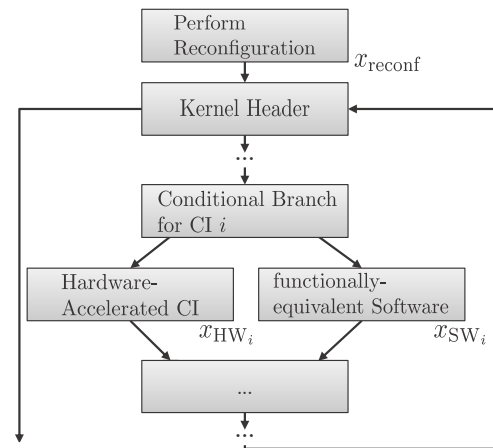 Perform
Reconfiguration
x_reconf
Kernel Header
...
Conditional Branch
for CI i
Hardware-
Accelerated CI
functionally-
equivalent Software
x_HW_i
x_SW_i
...
...